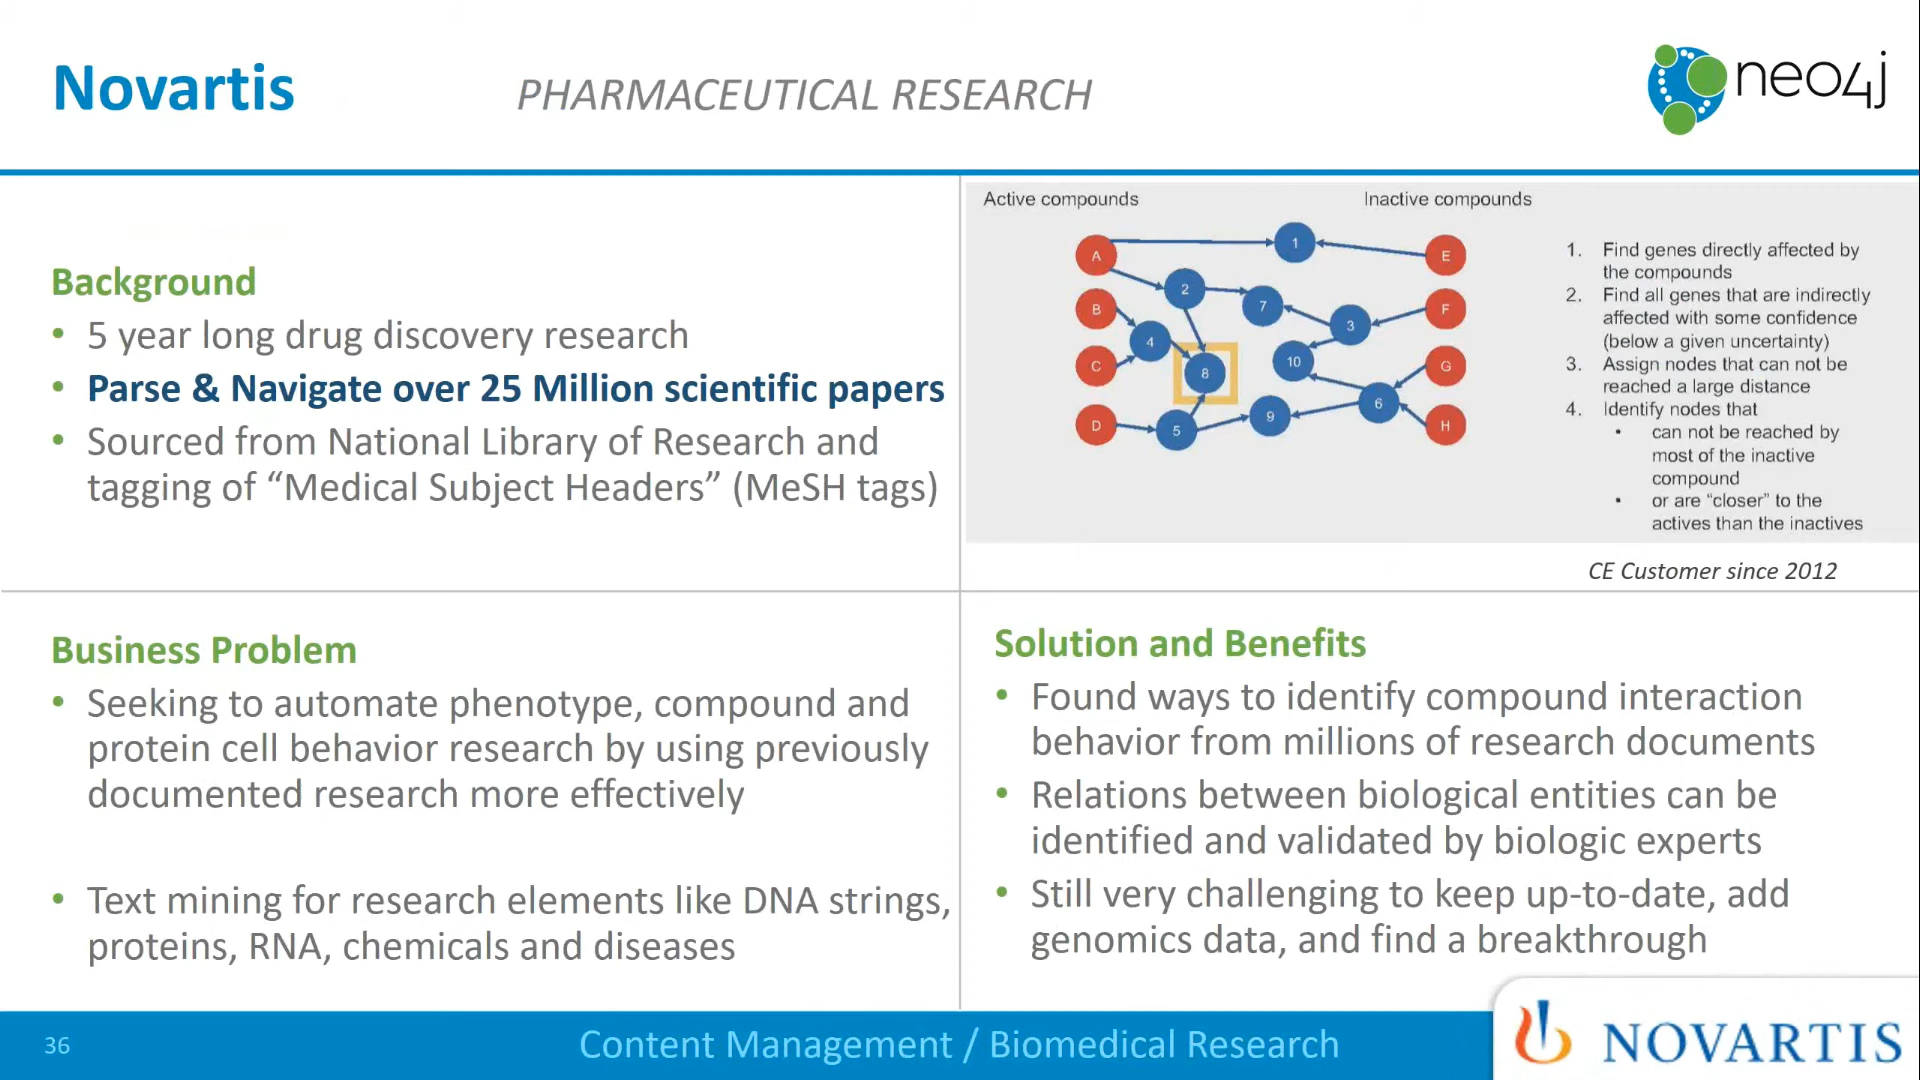 Novartis
PHARMACEUTICAL RESEARCH
neo4j
Background
• 5 year long drug discovery research
• Parse & Navigate over 25 Million scientific papers
• Sourced from National Library of Research and
tagging of “Medical Subject Headers” (MeSH tags)
Active compounds
Inactive compounds
A
B
C
D
1
2
7
3
4
8
10
5
9
6
E
F
G
H
1. Find genes directly affected by
the compounds
2. Find all genes that are indirectly
affected with some confidence
(below a given uncertainty)
3. Assign nodes that can not be
reached a large distance
4. Identify nodes that
• can not be reached by
most of the inactive
compound
• or are “closer” to the
actives than the inactives
CE Customer since 2012
Business Problem
• Seeking to automate phenotype, compound and
protein cell behavior research by using previously
documented research more effectively
• Text mining for research elements like DNA strings,
proteins, RNA, chemicals and diseases
Solution and Benefits
• Found ways to identify compound interaction
behavior from millions of research documents
• Relations between biological entities can be
identified and validated by biologic experts
• Still very challenging to keep up-to-date, add
genomics data, and find a breakthrough
36
Content Management / Biomedical Research
NOVARTIS